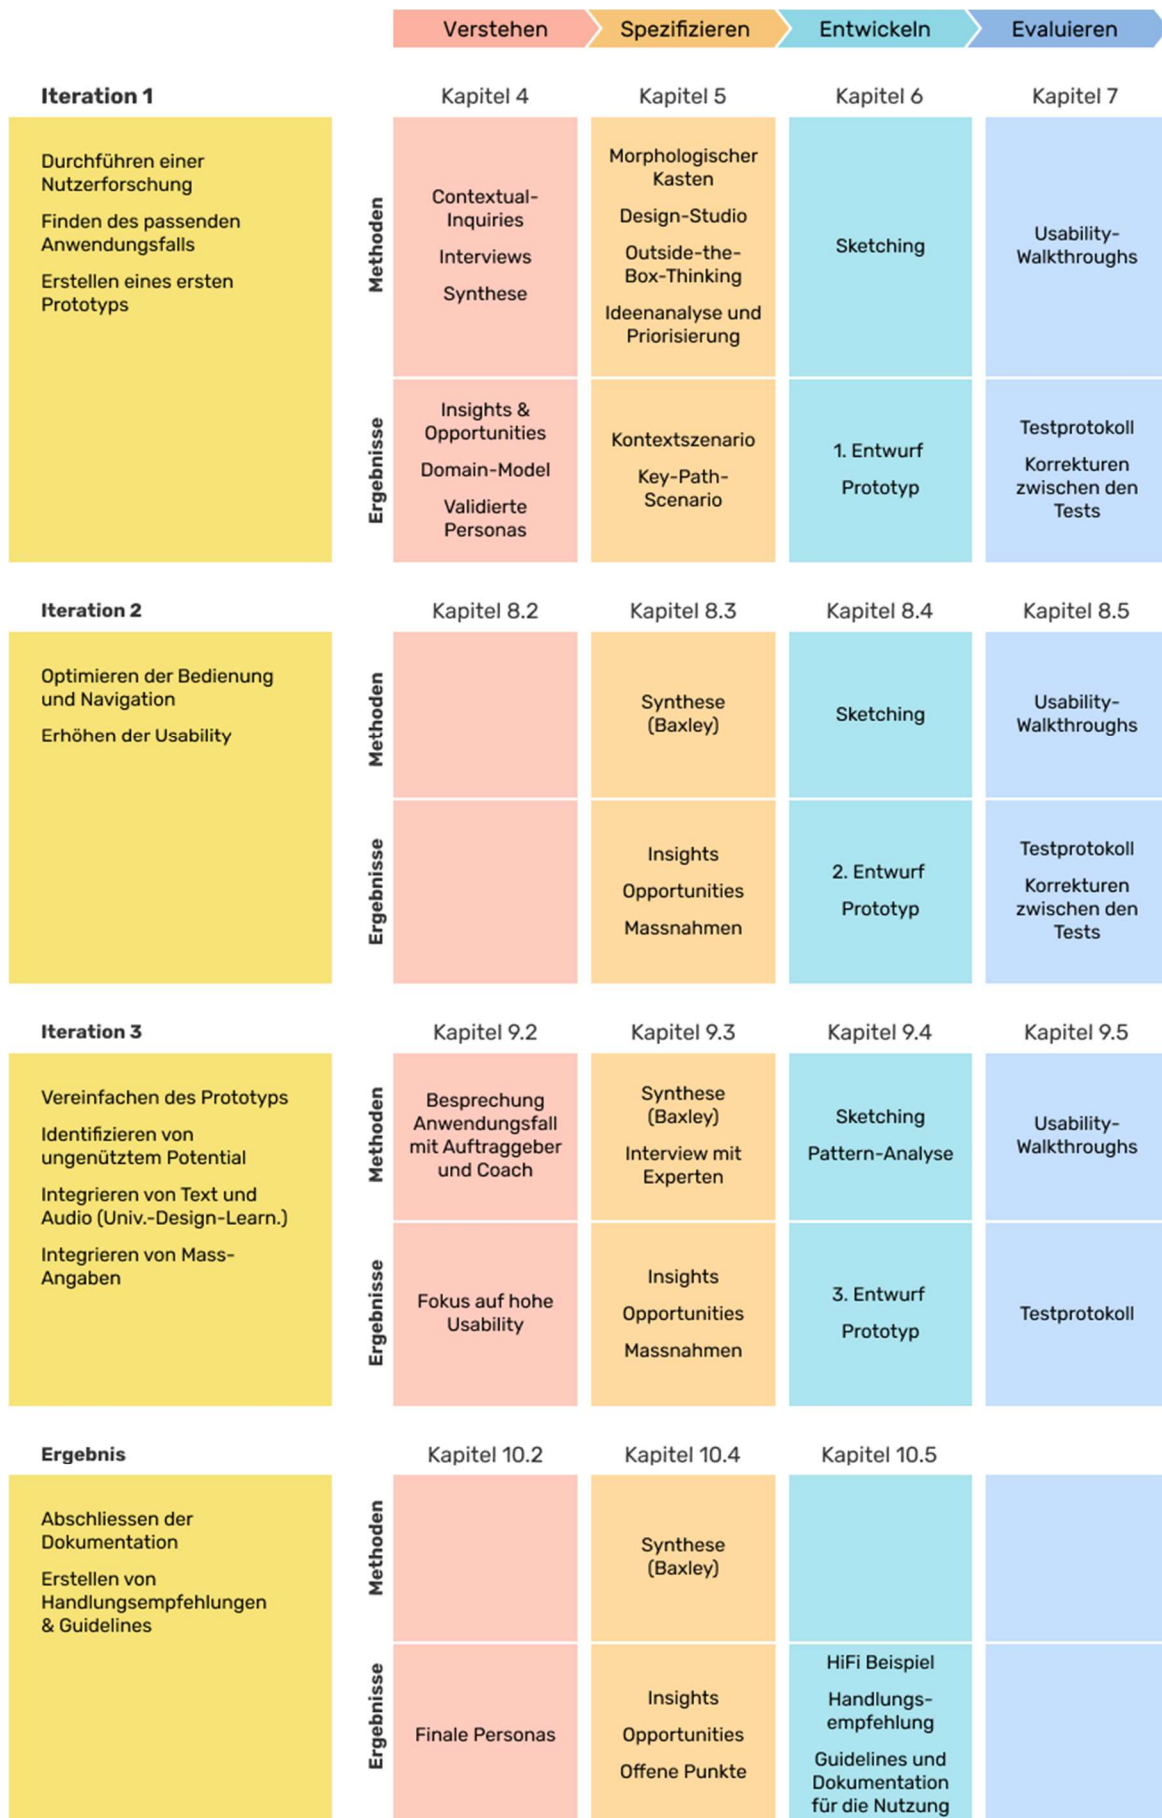 Verstehen
Spezifizieren
Entwickeln
Evaluieren
Iteration 1
Kapitel 4
Kapitel 5
Kapitel 6
Kapitel 7
Durchführen einer
Nutzerforschung
Finden des passenden
Anwendungsfalls
Erstellen eines ersten
Prototyps
Methoden
Contextual-
Inquiries
Interviews
Synthese
Morphologischer
Kasten
Design-Studio
Outside-the-
Box-Thinking
Ideenanalyse und
Priorisierung
Sketching
Usability-
Walkthroughs
Ergebnisse
Insights &
Opportunities
Domain-Model
Validierte
Personas
Kontextszenario
Key-Path-
Scenario
1. Entwurf
Prototyp
Testprotokoll
Korrekturen
zwischen den
Tests
Iteration 2
Kapitel 8.2
Kapitel 8.3
Kapitel 8.4
Kapitel 8.5
Optimieren der Bedienung
und Navigation
Erhöhen der Usability
Methoden
Synthese
(Baxley)
Sketching
Usability-
Walkthroughs
Ergebnisse
Insights
Opportunities
Massnahmen
2. Entwurf
Prototyp
Testprotokoll
Korrekturen
zwischen den
Tests
Iteration 3
Kapitel 9.2
Kapitel 9.3
Kapitel 9.4
Kapitel 9.5
Vereinfachen des Prototyps
Identifizieren von
ungenütztem Potential
Integrieren von Text und
Audio (Univ.-Design-Learn.)
Integrieren von Mass-
Angaben
Methoden
Besprechung
Anwendungsfall
mit Auftraggeber
und Coach
Synthese
(Baxley)
Interview mit
Experten
Sketching
Pattern-Analyse
Usability-
Walkthroughs
Ergebnisse
Fokus auf hohe
Usability
Insights
Opportunities
Massnahmen
3. Entwurf
Prototyp
Testprotokoll
Ergebnis
Kapitel 10.2
Kapitel 10.4
Kapitel 10.5
Abschliessen der
Dokumentation
Erstellen von
Handlungsempfehlungen
& Guidelines
Methoden
Synthese
(Baxley)
Ergebnisse
Finale Personas
Insights
Opportunities
Offene Punkte
HiFi Beispiel
Handlungs-
empfehlung
Guidelines und
Dokumentation
für die Nutzung